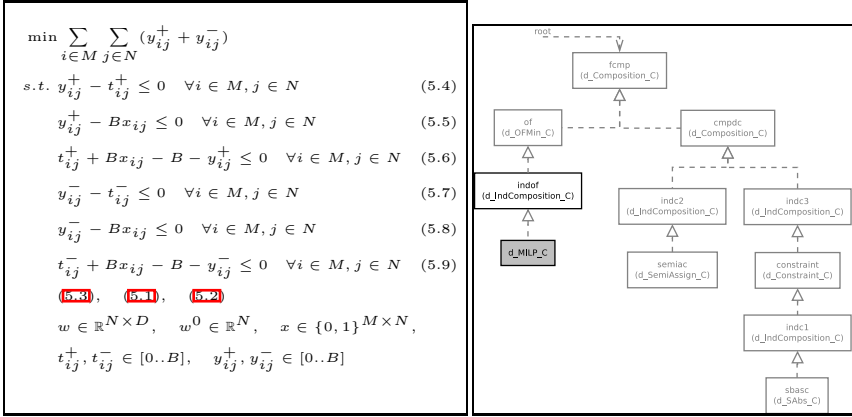 min ∑_{i∈M} ∑_{j∈N} (y_{ij}^+ + y_{ij}^-)
s.t. y_{ij}^+ − t_{ij}^+ ≤ 0 ∀i ∈ M, j ∈ N (5.4)
y_{ij}^+ − Bx_{ij} ≤ 0 ∀i ∈ M, j ∈ N (5.5)
t_{ij}^+ + Bx_{ij} − B − y_{ij}^+ ≤ 0 ∀i ∈ M, j ∈ N (5.6)
y_{ij}^- − t_{ij}^- ≤ 0 ∀i ∈ M, j ∈ N (5.7)
y_{ij}^- − Bx_{ij} ≤ 0 ∀i ∈ M, j ∈ N (5.8)
t_{ij}^- + Bx_{ij} − B − y_{ij}^- ≤ 0 ∀i ∈ M, j ∈ N (5.9)
(5.3), (5.1), (5.2)
w ∈ ℝ^{N×D}, w^0 ∈ ℝ^N, x ∈ {0, 1}^{M×N},
t_{ij}^+, t_{ij}^- ∈ [0..B], y_{ij}^+, y_{ij}^- ∈ [0..B]
root
fcmp
(d_Composition_C)
of
(d_OFMin_C)
cmpdc
(d_Composition_C)
indof
(d_IndComposition_C)
indc2
(d_IndComposition_C)
indc3
(d_IndComposition_C)
d_MILP_C
semiac
(d_SemiAssign_C)
constraint
(d_Constraint_C)
indc1
(d_IndComposition_C)
sbasc
(d_SAbs_C)